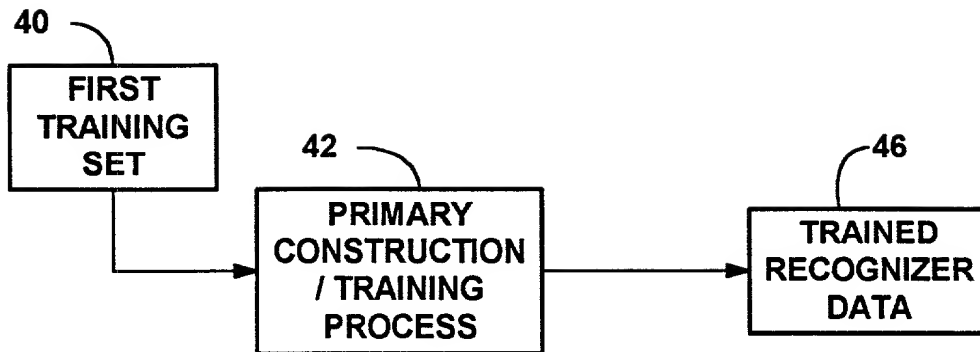 40
FIRST
TRAINING
SET
42
PRIMARY
CONSTRUCTION
/ TRAINING
PROCESS
46
TRAINED
RECOGNIZER
DATA